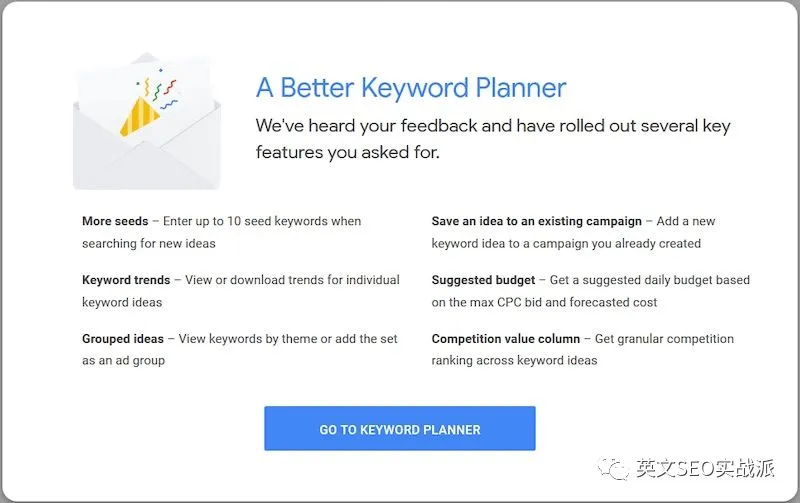 A Better Keyword Planner
We've heard your feedback and have rolled out several key
features you asked for.
More seeds – Enter up to 10 seed keywords when
searching for new ideas
Keyword trends – View or download trends for individual
keyword ideas
Grouped ideas – View keywords by theme or add the set
as an ad group
Save an idea to an existing campaign – Add a new
keyword idea to a campaign you already created
Suggested budget – Get a suggested daily budget based
on the max CPC bid and forecasted cost
Competition value column – Get granular competition
ranking across keyword ideas
GO TO KEYWORD PLANNER
英文SEO实战派